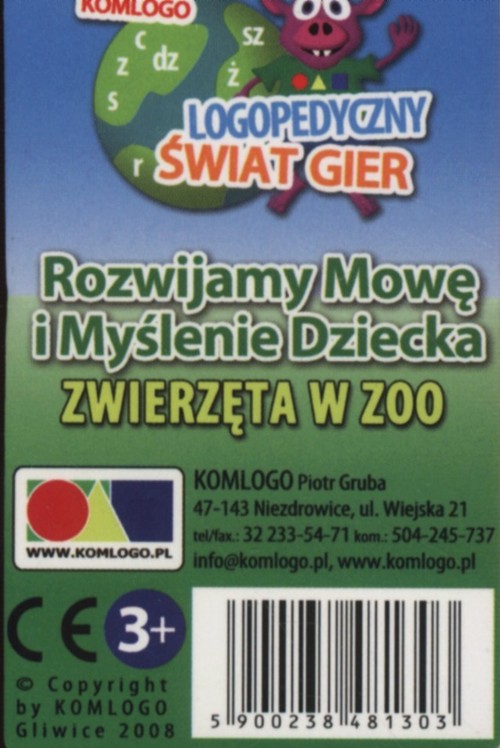 KOMLOGO
c
sz
z
dz
ż
s
LOGOPEDYCZNY
r
ŚWIAT GIER
Rozwijamy Mowę
i Myślenie Dziecka
ZWIERZĘTA W ZOO
KOMLOGO Piotr Gruba
47-143 Niezdrowice, ul. Wiejska 21
tel/fax.: 32 233-54-71 kom.: 504-245-737
info@komlogo.pl, www.komlogo.pl
WWW.KOMLOGO.PL
CE 3+
© Copyright
by KOMLOGO
Gliwice 2008
5 900238 481303